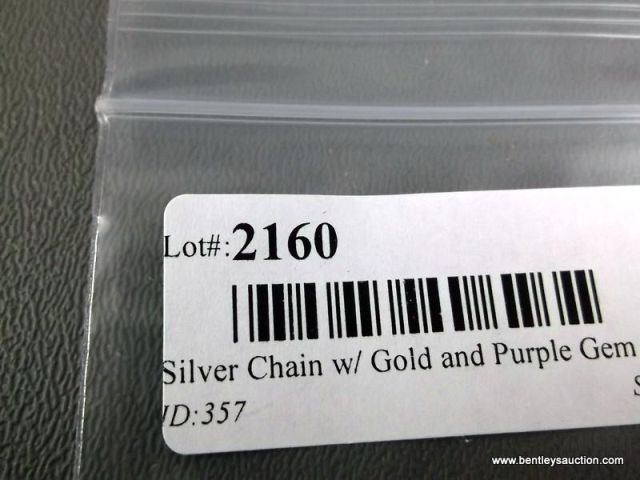 Lot#:2160
Silver Chain w/ Gold and Purple Gem
ID:357
S
www.bentleysauction.com